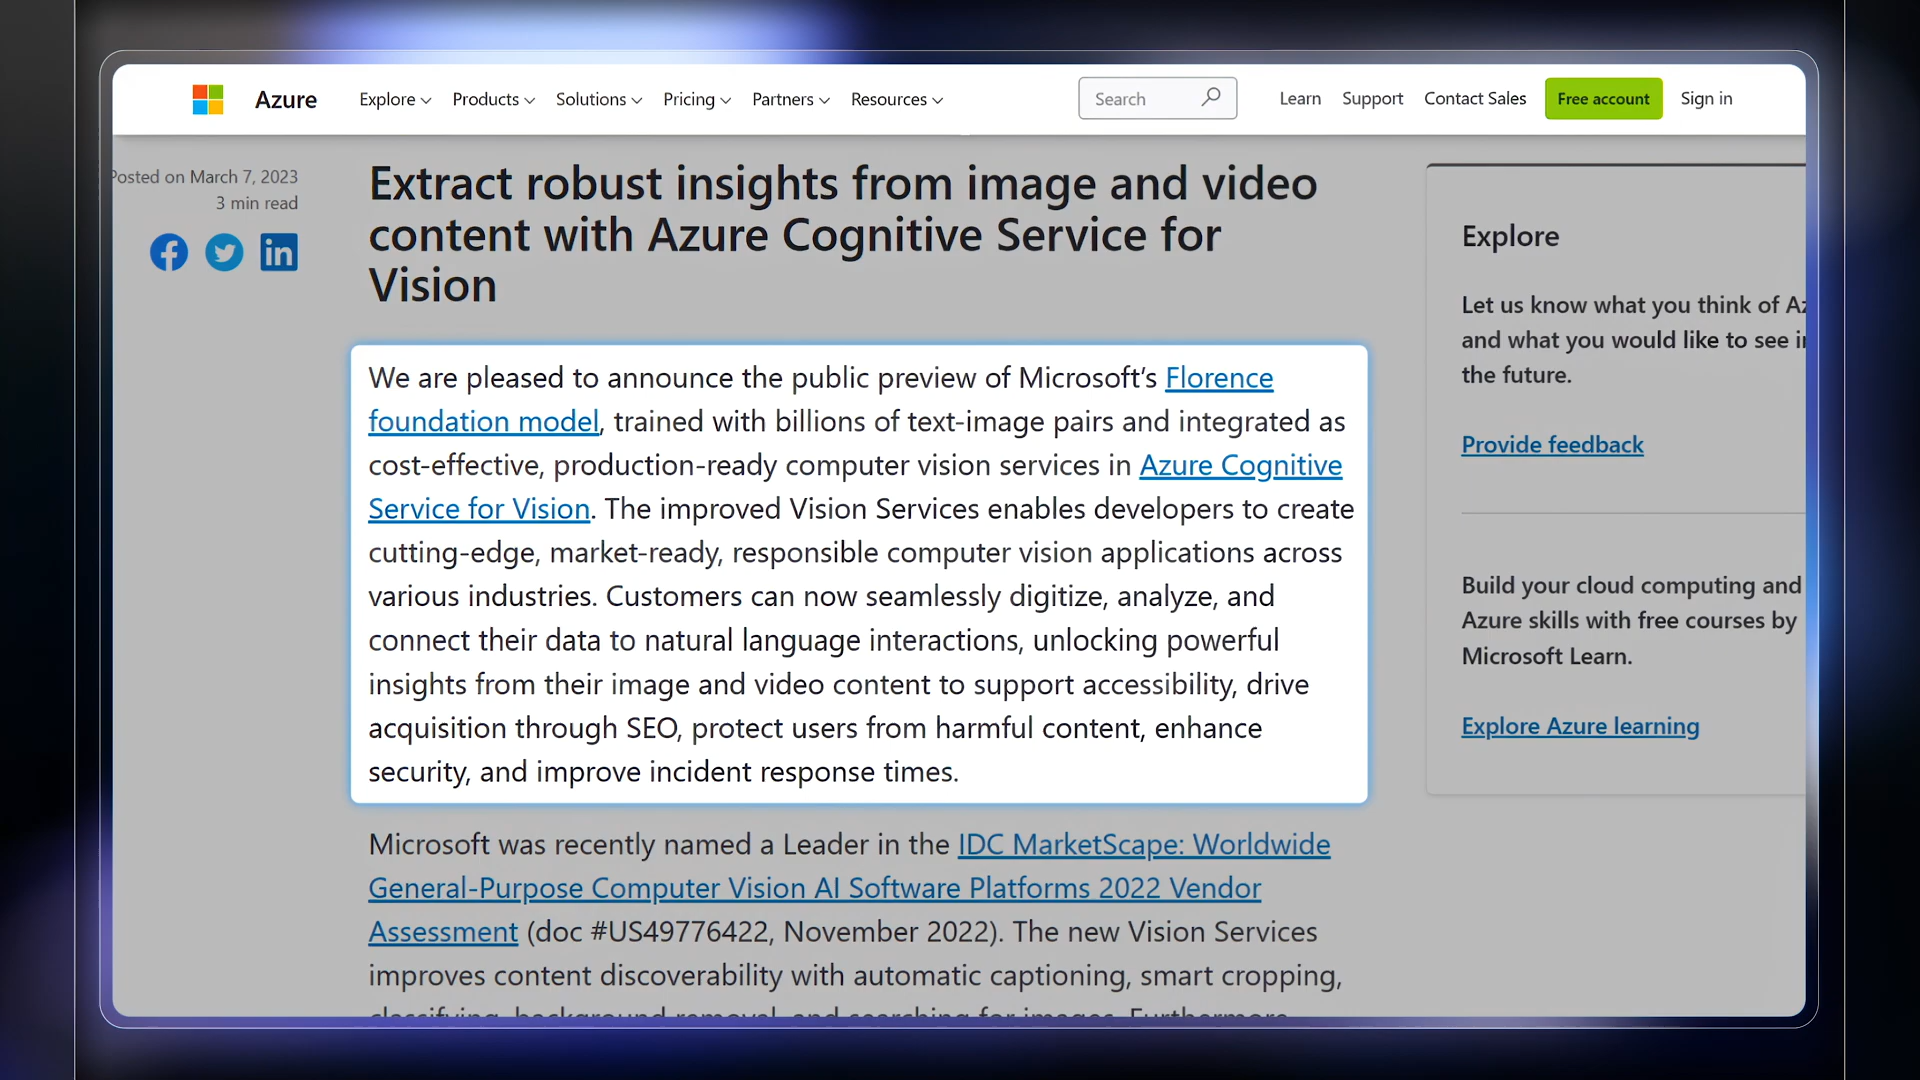 Azure Explore Products Solutions Pricing Partners Resources Search Learn Support Contact Sales Free account Sign in
Posted on March 7, 2023
3 min read
Extract robust insights from image and video
content with Azure Cognitive Service for
Vision
We are pleased to announce the public preview of Microsoft’s Florence
foundation model, trained with billions of text-image pairs and integrated as
cost-effective, production-ready computer vision services in Azure Cognitive
Service for Vision. The improved Vision Services enables developers to create
cutting-edge, market-ready, responsible computer vision applications across
various industries. Customers can now seamlessly digitize, analyze, and
connect their data to natural language interactions, unlocking powerful
insights from their image and video content to support accessibility, drive
acquisition through SEO, protect users from harmful content, enhance
security, and improve incident response times.
Microsoft was recently named a Leader in the IDC MarketScape: Worldwide
General-Purpose Computer Vision AI Software Platforms 2022 Vendor
Assessment (doc #US49776422, November 2022). The new Vision Services
improves content discoverability with automatic captioning, smart cropping,
classifying, background removal, and searching for images. Furthermore,
Explore
Let us know what you think of
and what you would like to see
the future.
Provide feedback
Build your cloud computing and
Azure skills with free courses by
Microsoft Learn.
Explore Azure learning